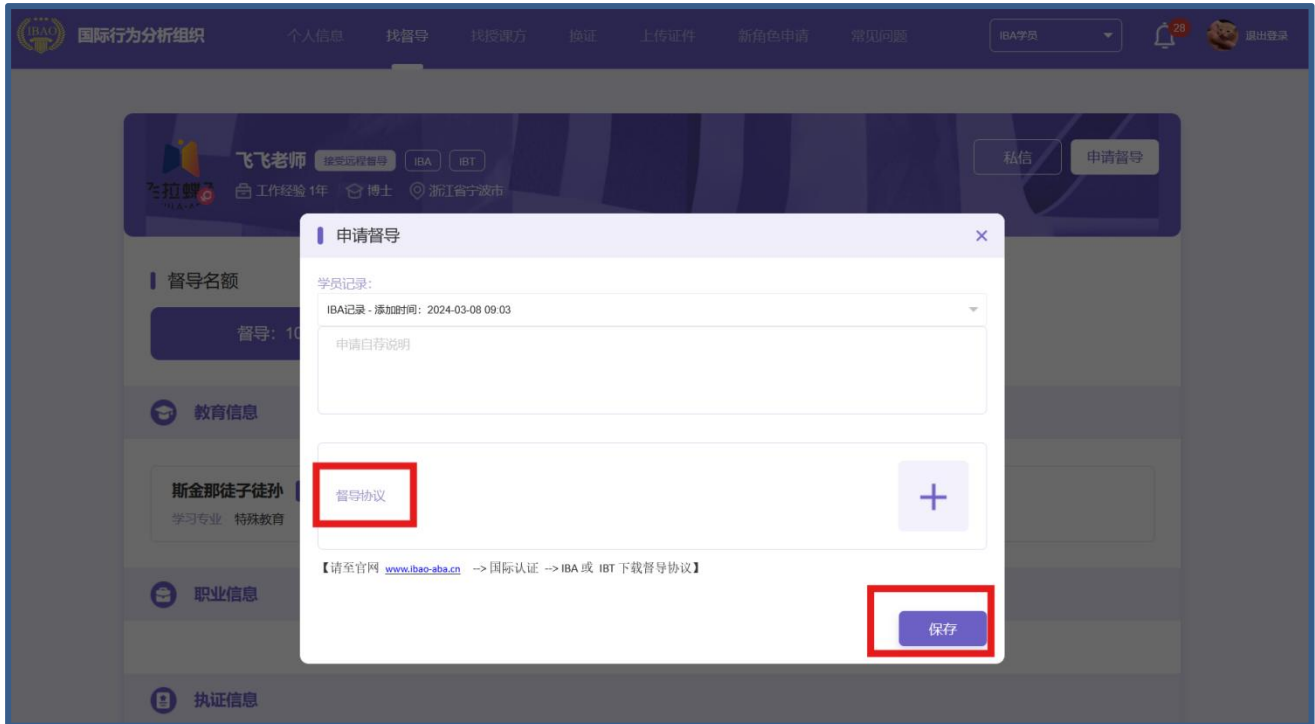 IBAO 国际行为分析组织 个人信息 找督导 找授课方 换证 上传证件 新角色申请 常见问题 IBA学员 28 退出登录
飞飞老师 接受远程督导 IBA IBT 私信 申请督导
工作经验 1年 博士 浙江省宁波市
申请督导
督导名额
学员记录：
IBA记录 - 添加时间：2024-03-08 09:03
督导：10
申请自荐说明
教育信息
斯金那徒子徒孙
督导协议
学习专业 特殊教育
【请至官网 www.ibao-aba.cn --> 国际认证 --> IBA 或 IBT 下载督导协议】
职业信息
保存
执证信息